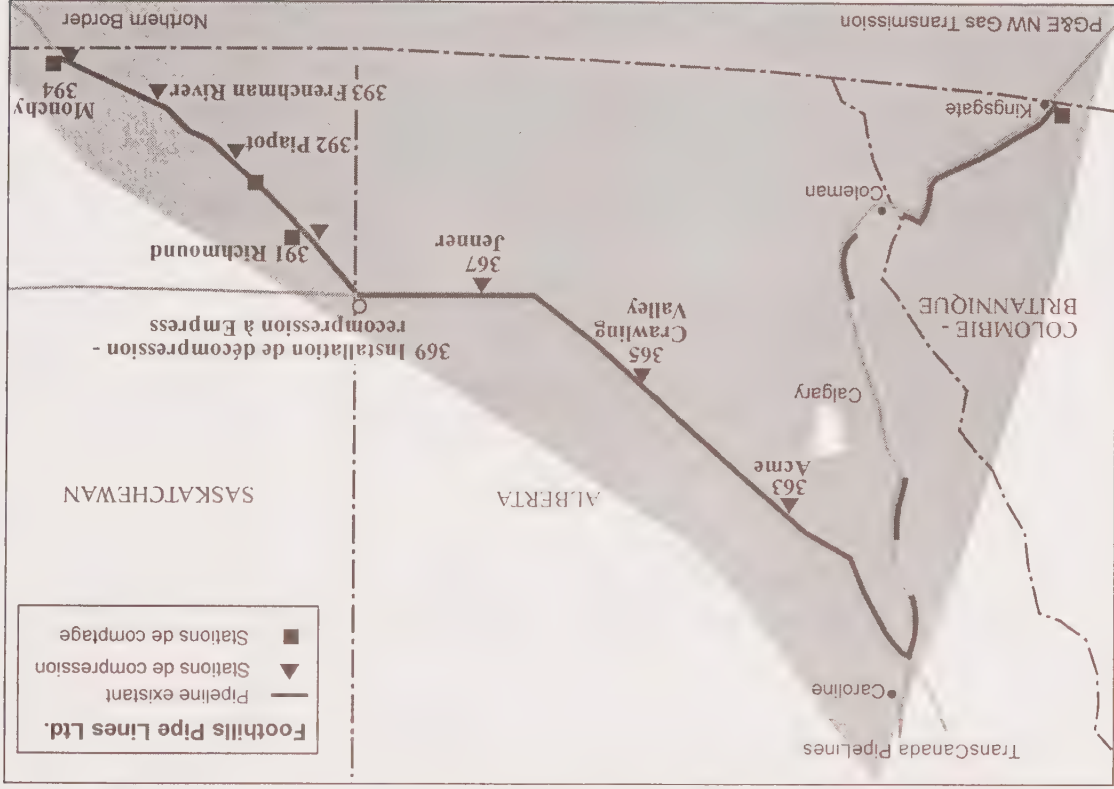 TransCanada PipeLines
Caroline
Foothills Pipe Lines Ltd.
Pipeline existant
Stations de compression
Stations de comptage
ALBERTA
SASKATCHEWAN
363
Acme
Calgary
365
Crawling
Valley
369 Installation de décompression -
recompression à Empress
COLOMBIE -
BRITANNIQUE
367
Jenner
391 Richmound
Coleman
392 Piapot
Kingsgate
393 Frenchman River
Monchy
394
PG&E NW Gas Transmission
Northern Border